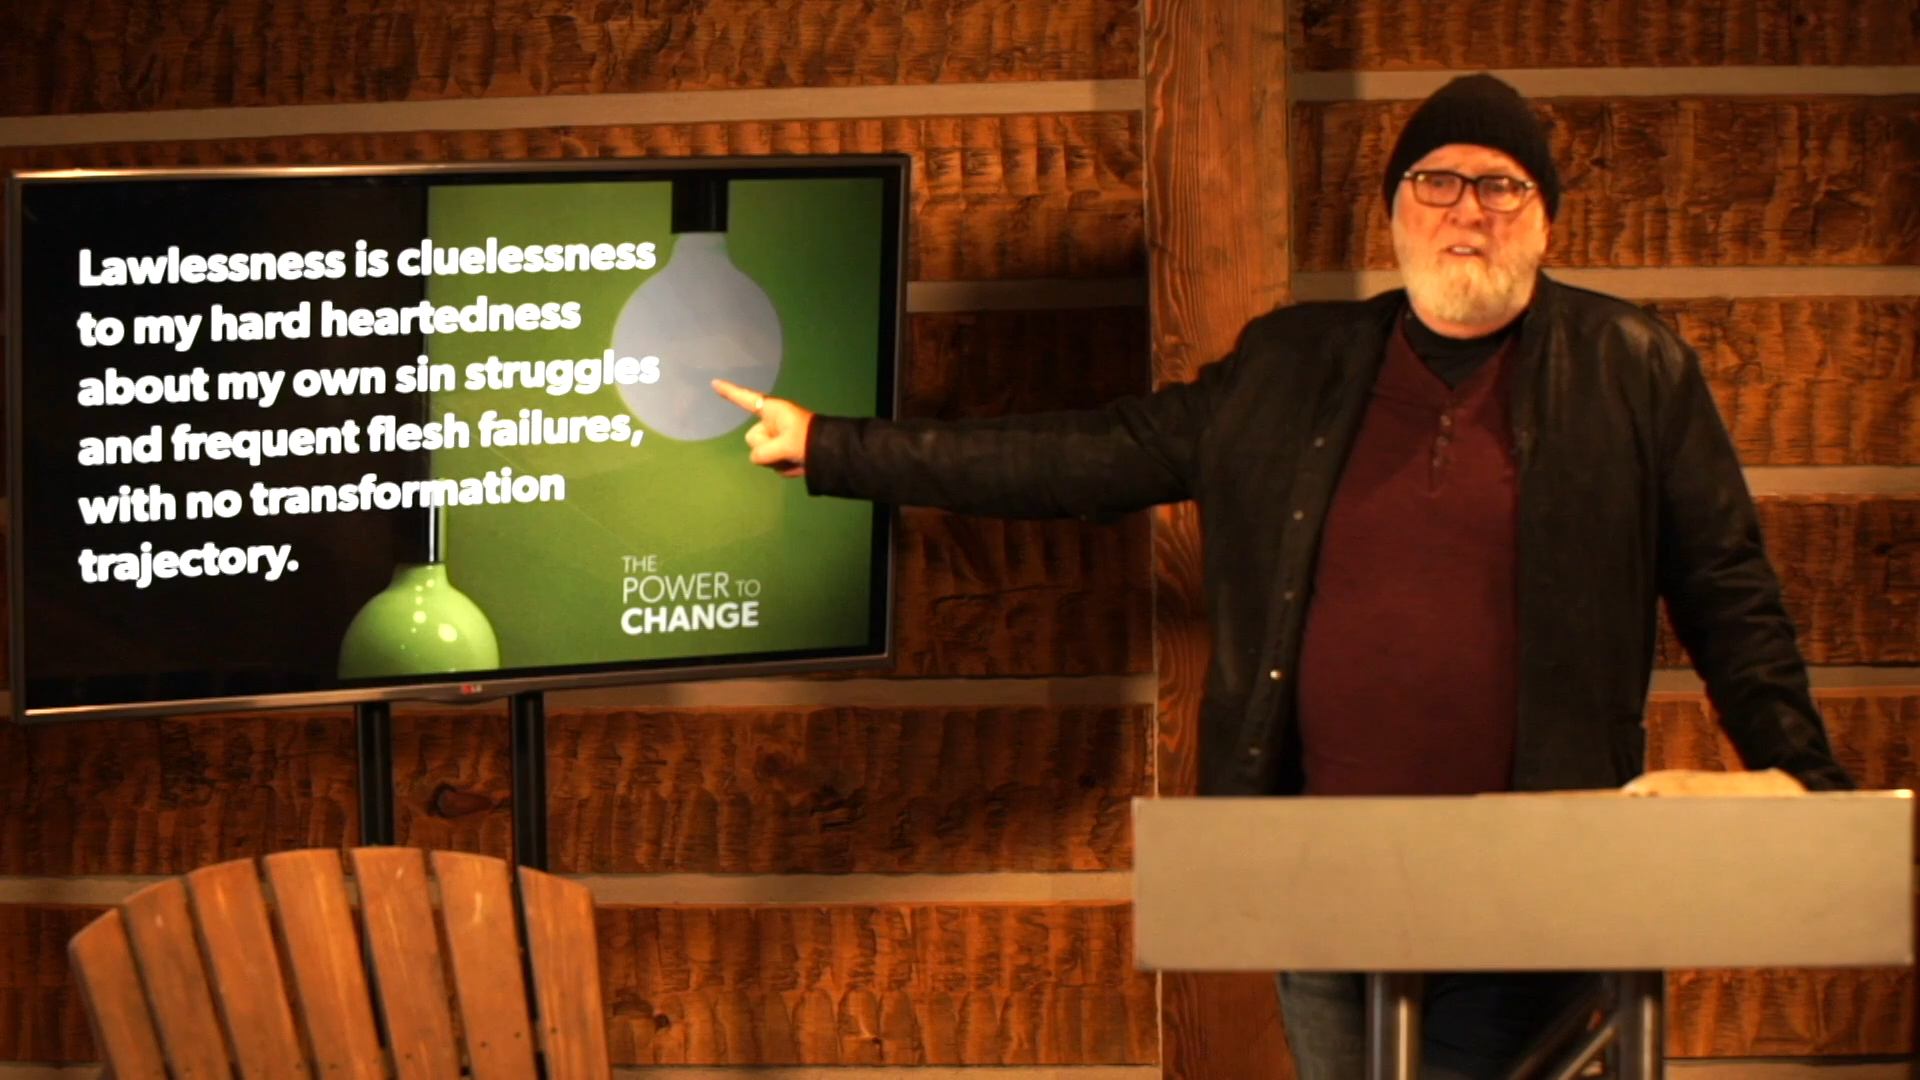 Lawlessness is cluelessness
to my hard heartedness
about my own sin struggles
and frequent flesh failures,
with no transformation
trajectory.
THE
POWER TO
CHANGE
LG